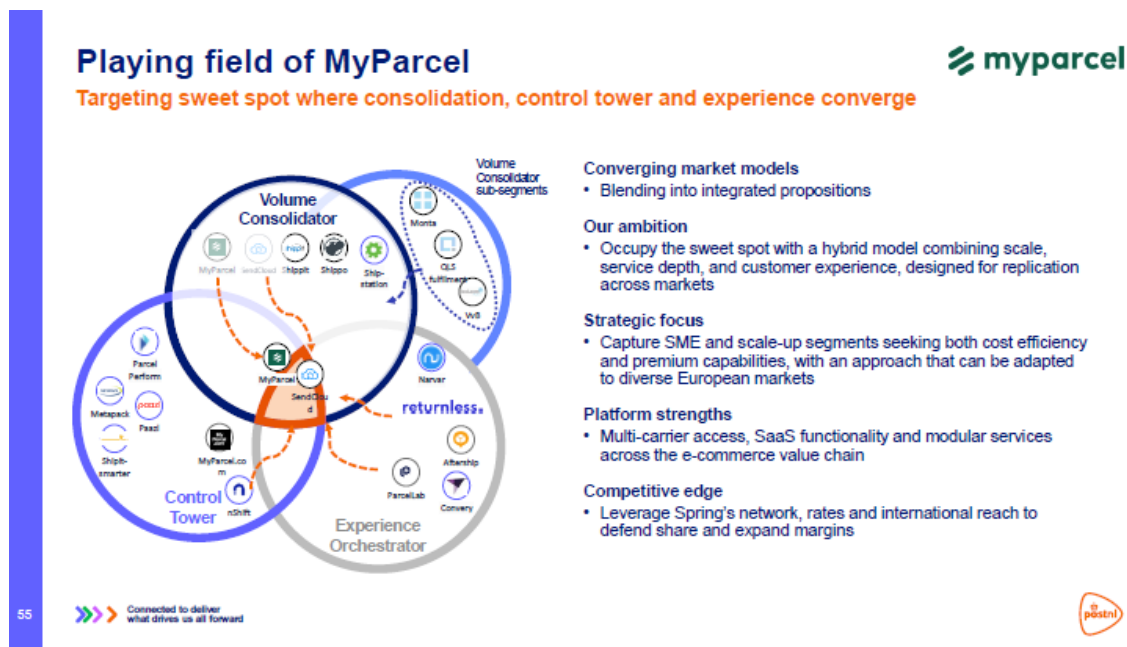 Playing field of MyParcel
myparcel
Targeting sweet spot where consolidation, control tower and experience converge
Volume
Consolidator
sub-segments
Volume
Consolidator
Monta
MyParcel
SendCloud
Shippit
Shippo
Ship-
station
QLS
fulfilment
VvB
Parcel
Perform
Metapack
Paazl
Shipit-
smarter
MyParcel
SendClou
d
Narvar
returnless.
MyParcel.co
m
Aftership
ParcelLab
Convery
nShift
Control
Tower
Experience
Orchestrator
Converging market models
• Blending into integrated propositions
Our ambition
• Occupy the sweet spot with a hybrid model combining scale,
service depth, and customer experience, designed for replication
across markets
Strategic focus
• Capture SME and scale-up segments seeking both cost efficiency
and premium capabilities, with an approach that can be adapted
to diverse European markets
Platform strengths
• Multi-carrier access, SaaS functionality and modular services
across the e-commerce value chain
Competitive edge
• Leverage Spring's network, rates and international reach to
defend share and expand margins
55
Connected to deliver
what drives us all forward
postnl